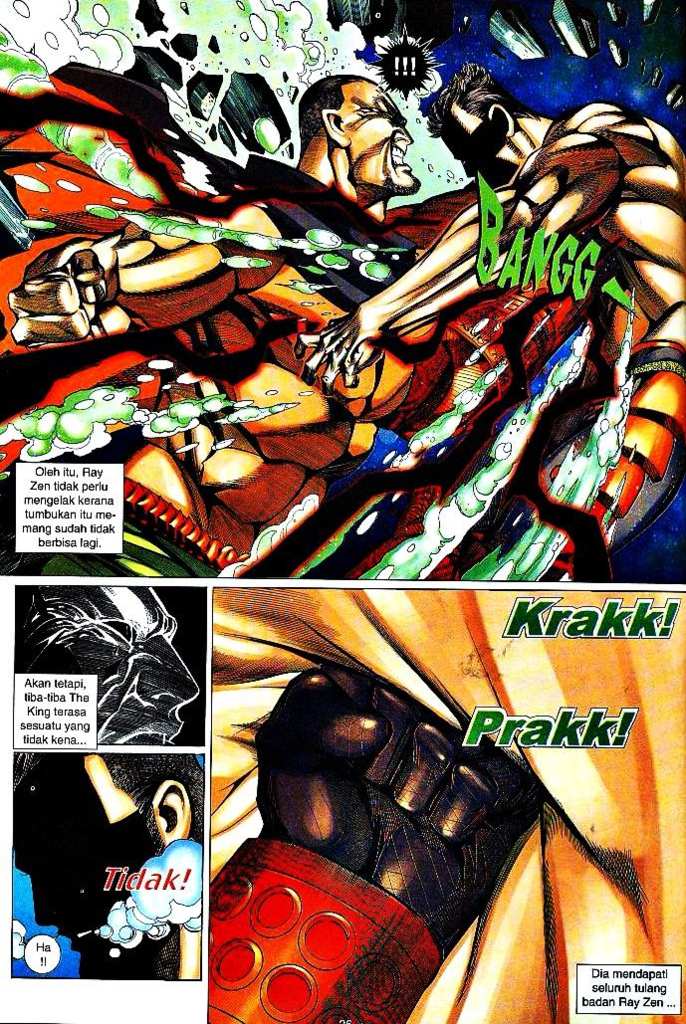 !!!
BANGG
Oleh itu, Ray
Zen tidak perlu
mengelak kerana
tumbukan itu me-
mang sudah tidak
berbisa lagi.
Akan tetapi,
tiba-tiba The
King terasa
sesuatu yang
tidak kena...
Krakk!
Prakk!
Tidak!
Ha
!!
Dia mendapati
seluruh tulang
badan Ray Zen ...
26